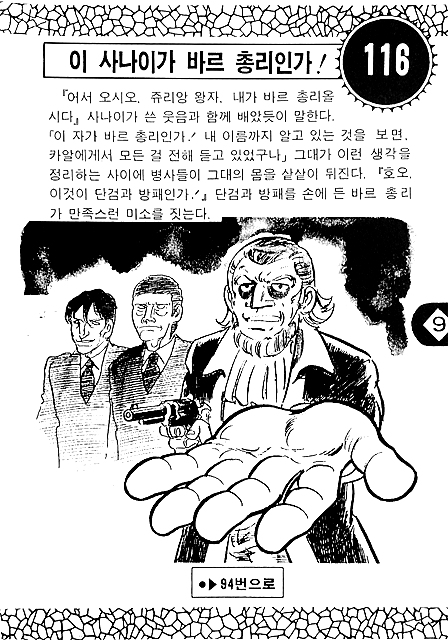 이 사나이가 바르 총리인가!
116
『어서 오시오. 쥬리앙 왕자. 내가 바르 총리올
시다』 사나이가 쓴 웃음과 함께 배았듯이 말한다.
「이 자가 바르 총리인가! 내 이름까지 알고 있는 것을 보면,
카알에게서 모든 걸 전해 듣고 있었구나」 그대가 이런 생각을
정리하는 사이에 병사들이 그대의 몸을 샅샅이 뒤진다. 『호오,
이것이 단검과 방패인가!』 단검과 방패를 손에 든 바르 총리
가 만족스런 미소를 짓는다.
9
●▶94번으로